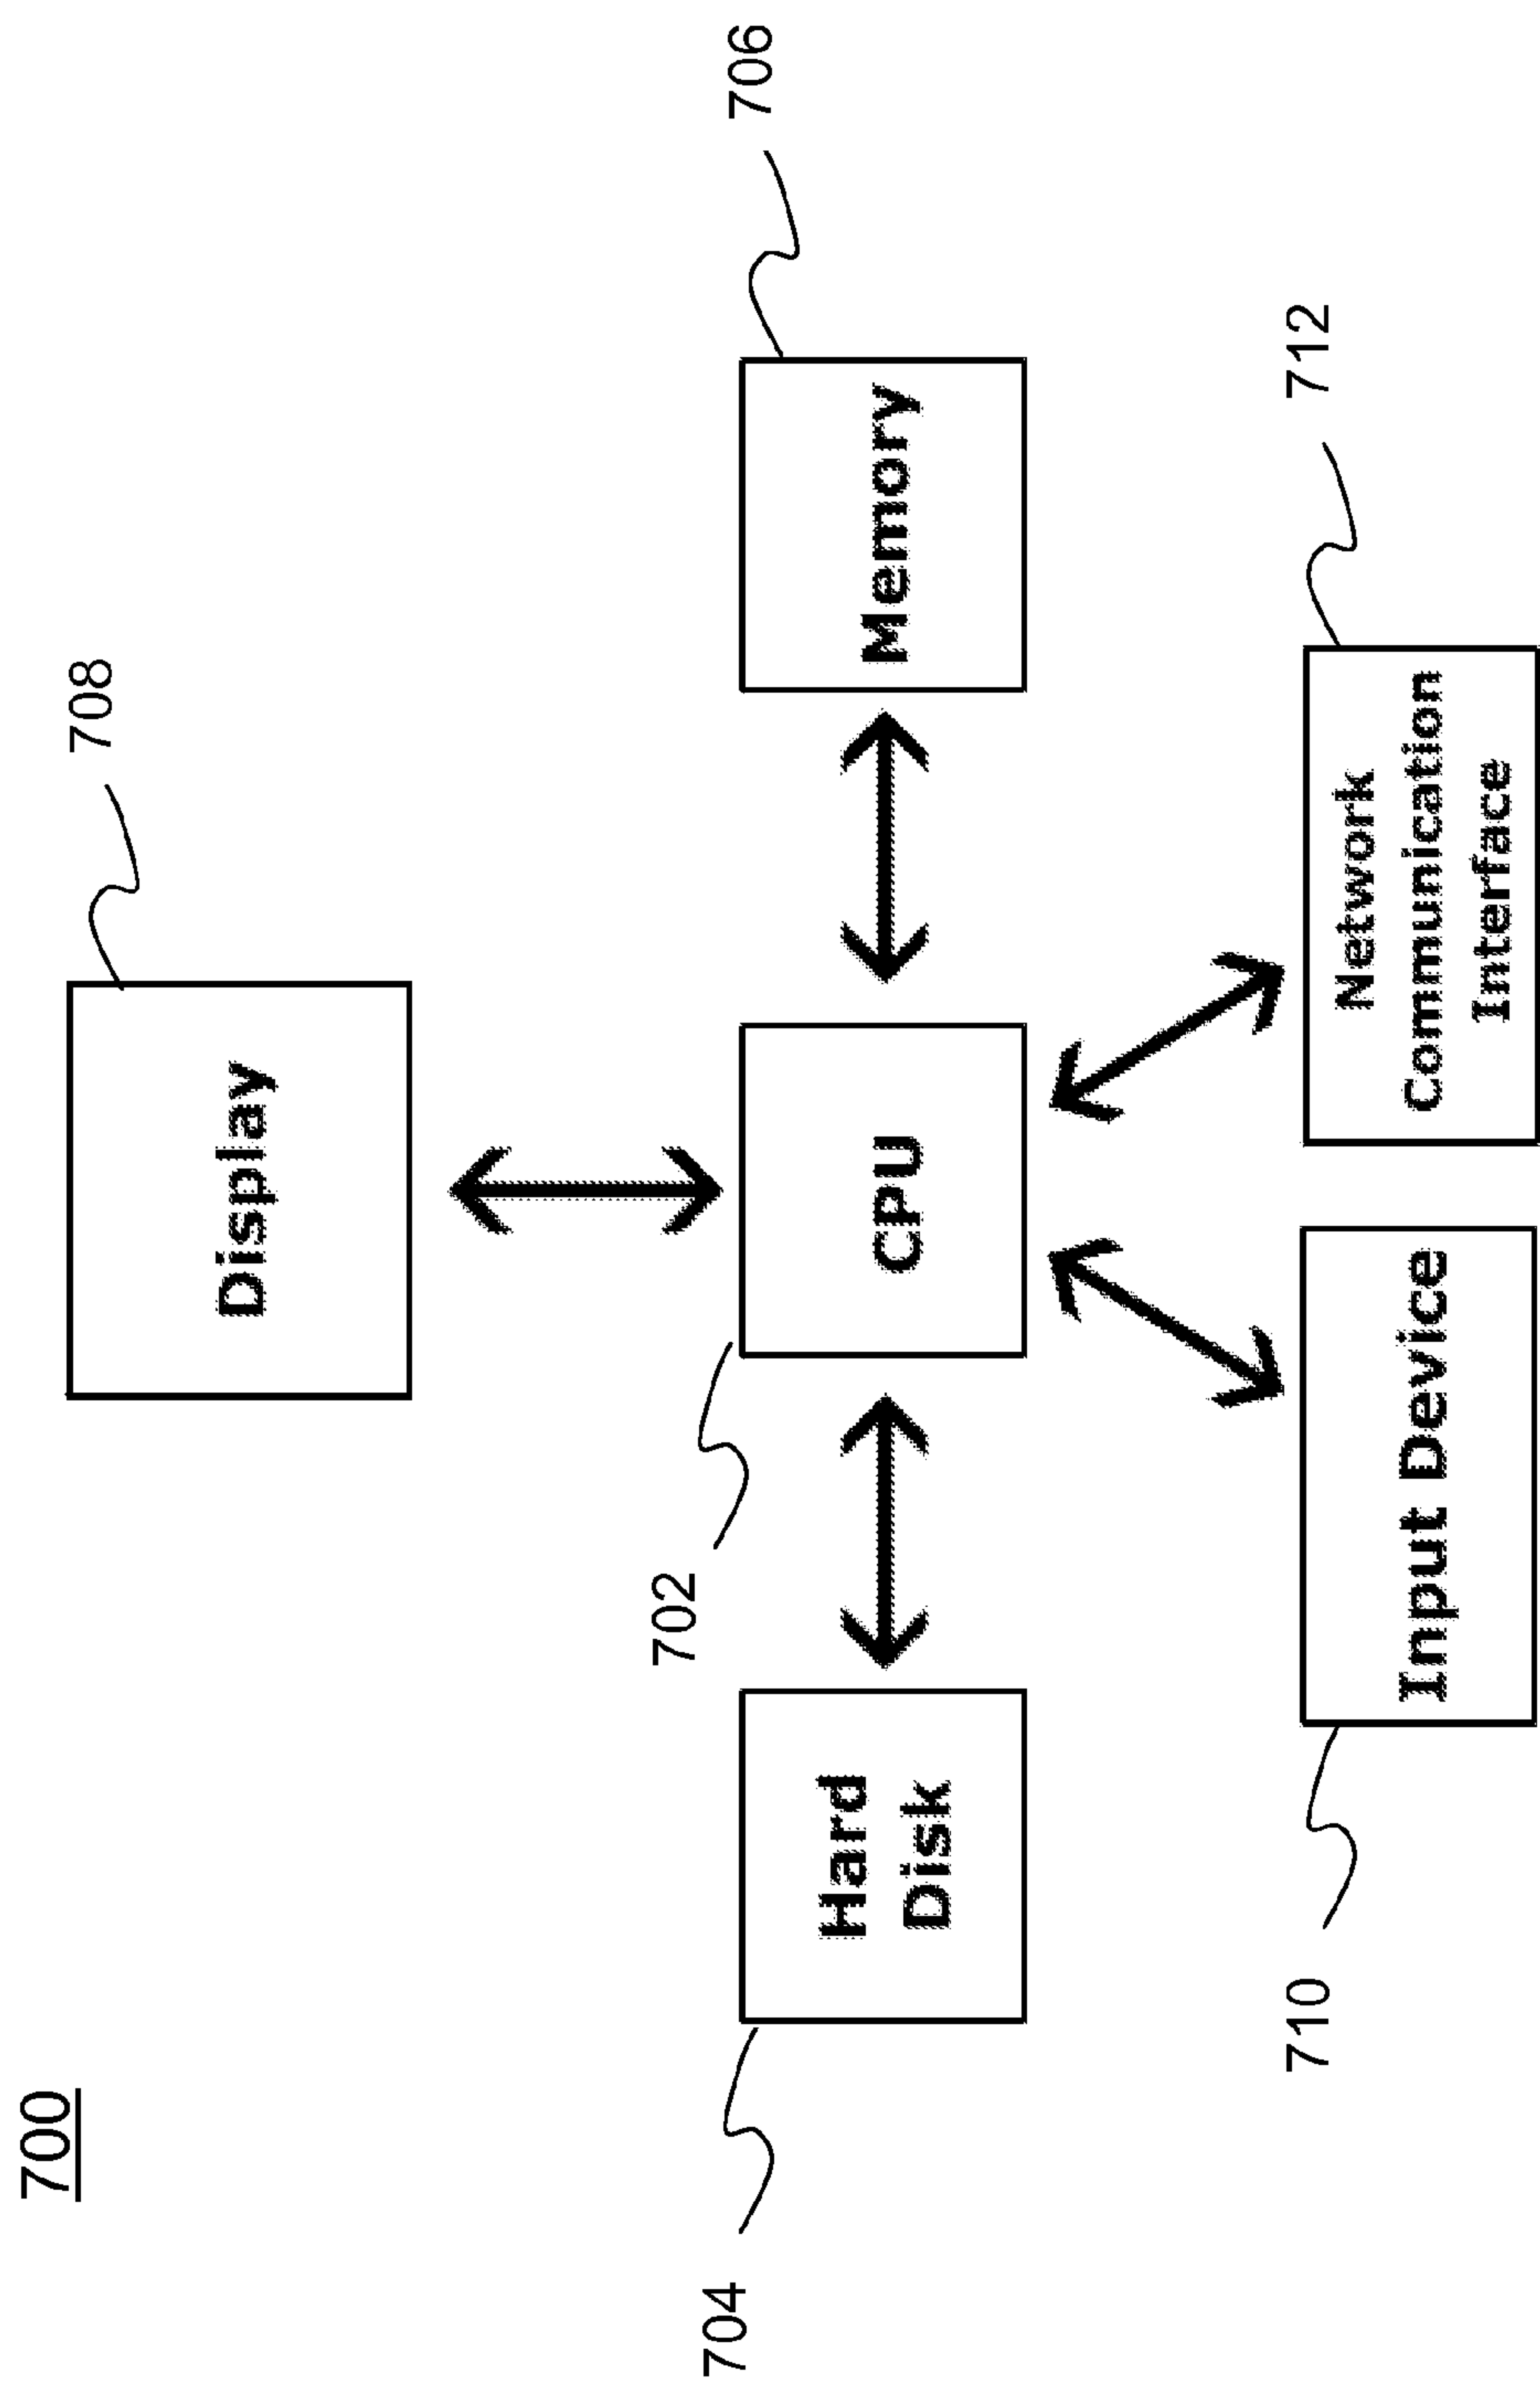 700
708
Display
702
704
Hard
Disk
CPU
Memory
706
710
Input Device
Network
Communication
Interface
712